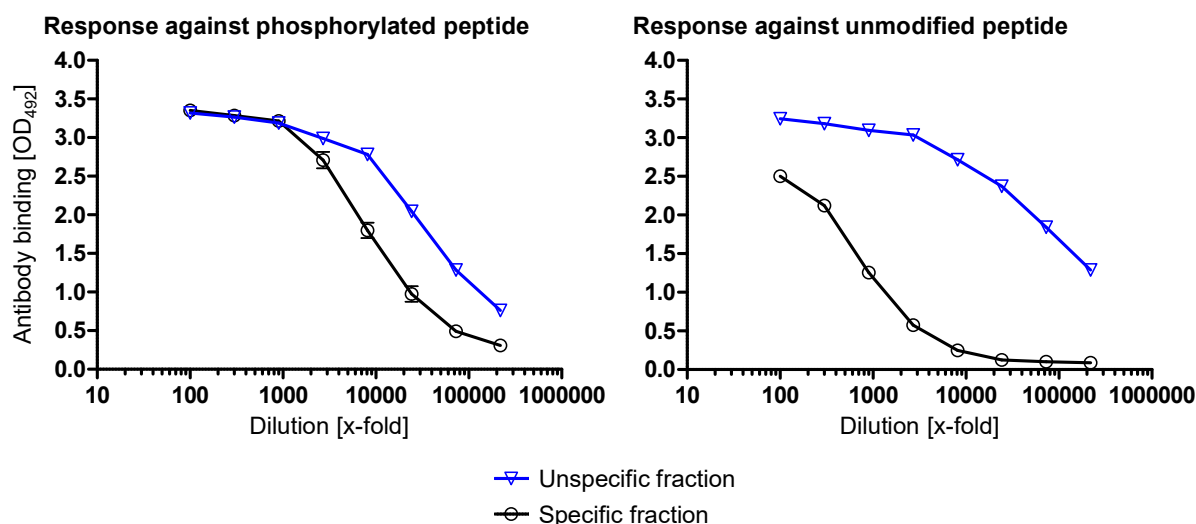 Response against phosphorylated peptide
Response against unmodified peptide
Antibody binding [OD492]
4.0
3.5
3.0
2.5
2.0
1.5
1.0
0.5
0.0
10 100 1000 10000 100000 1000000
Dilution [x-fold]
4.0
3.5
3.0
2.5
2.0
1.5
1.0
0.5
0.0
10 100 1000 10000 100000 1000000
Dilution [x-fold]
Unspecific fraction
Specific fraction